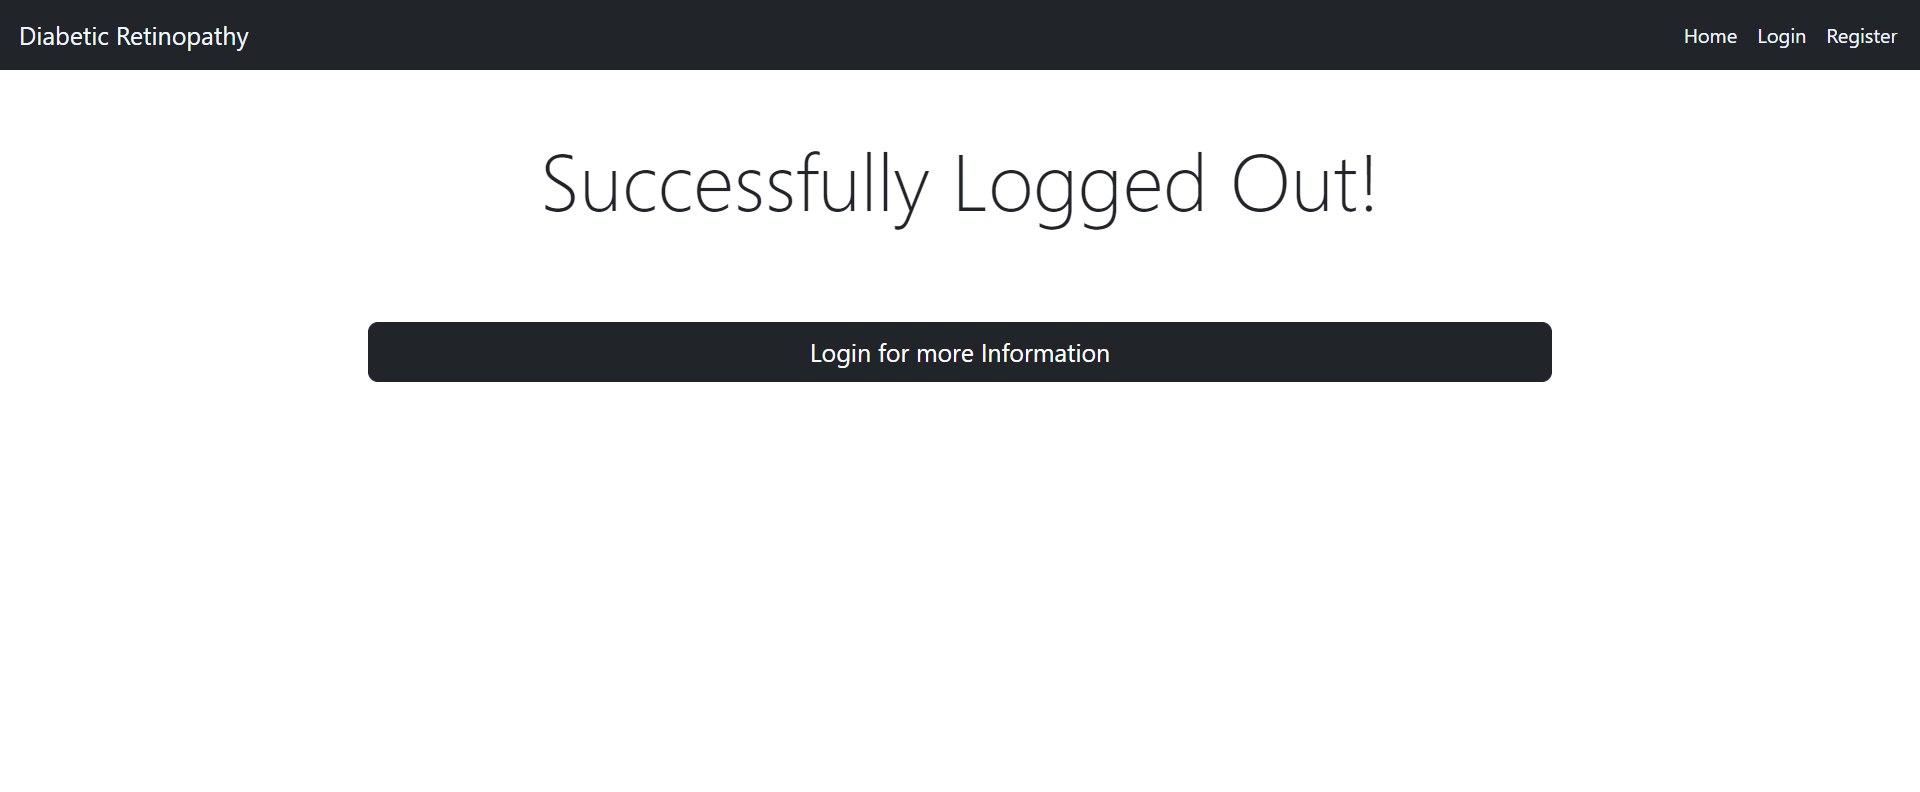 Diabetic Retinopathy
Home Login Register
Successfully Logged Out!
Login for more Information